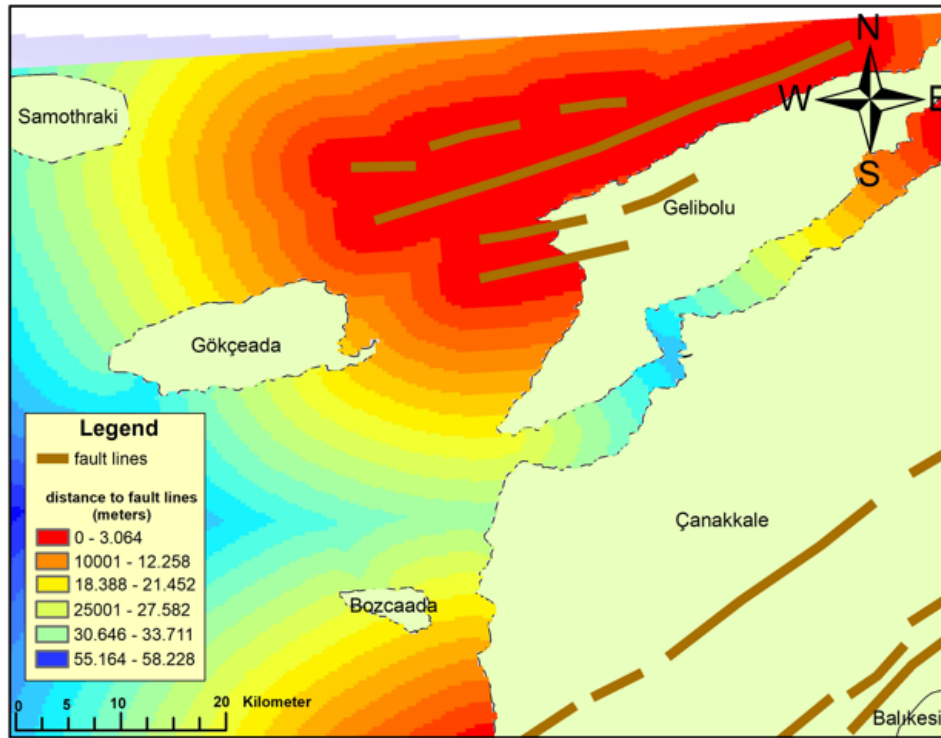 N
W
E
S
Samothraki
Gelibolu
Gökçeada
Legend
fault lines
distance to fault lines
(meters)
0 - 3.064
10001 - 12.258
18.388 - 21.452
25001 - 27.582
30.646 - 33.711
55.164 - 58.228
Çanakkale
Bozcaada
0 5 10 20 Kilometer
Balıkesi